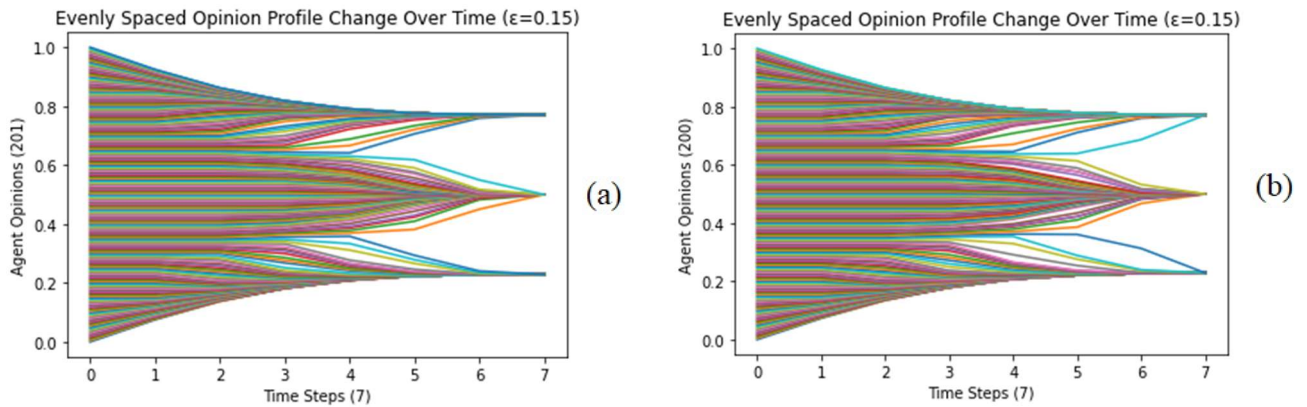 Evenly Spaced Opinion Profile Change Over Time (ε=0.15)
1.0
0.8
0.6
0.4
0.2
0.0
Agent Opinions (201)
0 1 2 3 4 5 6 7
Time Steps (7)
(a)
Evenly Spaced Opinion Profile Change Over Time (ε=0.15)
1.0
0.8
0.6
0.4
0.2
0.0
Agent Opinions (200)
0 1 2 3 4 5 6 7
Time Steps (7)
(b)